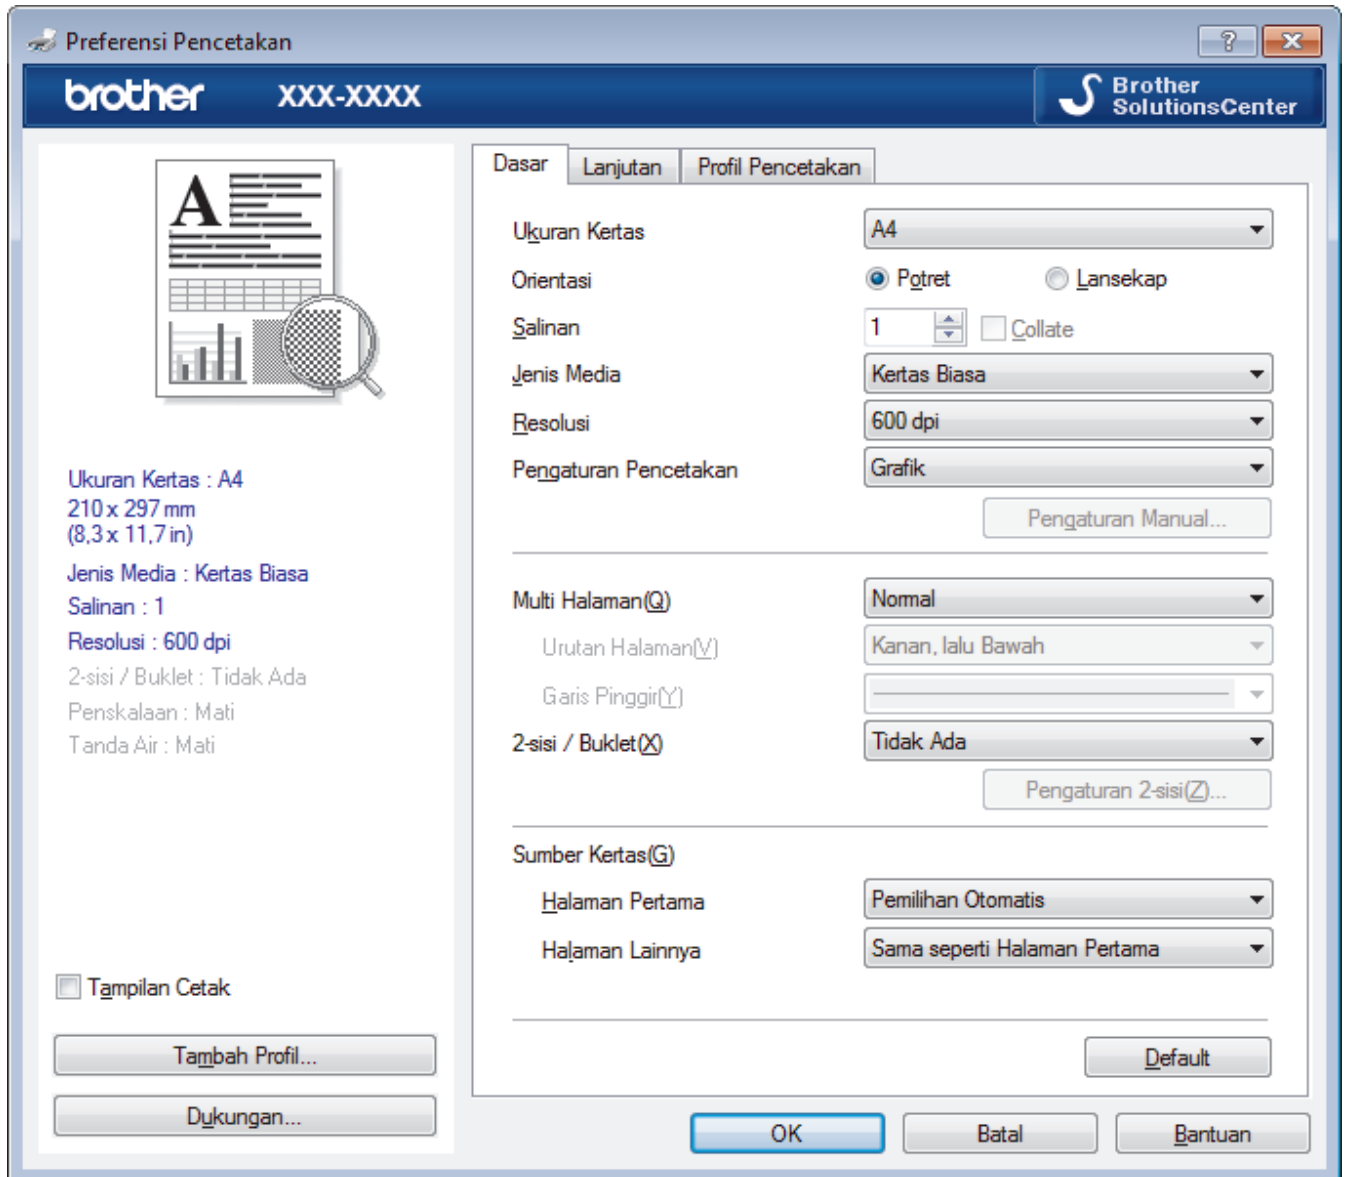 Preferensi Pencetakan
brother XXX-XXXX
Brother
SolutionsCenter
A
Ukuran Kertas : A4
210 x 297 mm
(8,3 x 11,7 in)
Jenis Media : Kertas Biasa
Salinan : 1
Resolusi : 600 dpi
2-sisi / Buklet : Tidak Ada
Penskalaan : Mati
Tanda Air : Mati
Tampilan Cetak
Tambah Profil...
Dukungan...
Dasar Lanjutan Profil Pencetakan
Ukuran Kertas A4
Orientasi Potret Lansekap
Salinan 1 Collate
Jenis Media Kertas Biasa
Resolusi 600 dpi
Pengaturan Pencetakan Grafik
Pengaturan Manual...
Multi Halaman(Q) Normal
Urutan Halaman(V) Kanan, lalu Bawah
Garis Pinggir(Y)
2-sisi / Buklet(X) Tidak Ada
Pengaturan 2-sisi(Z)...
Sumber Kertas(G)
Halaman Pertama Pemilihan Otomatis
Halaman Lainnya Sama seperti Halaman Pertama
Default
OK Batal Bantuan